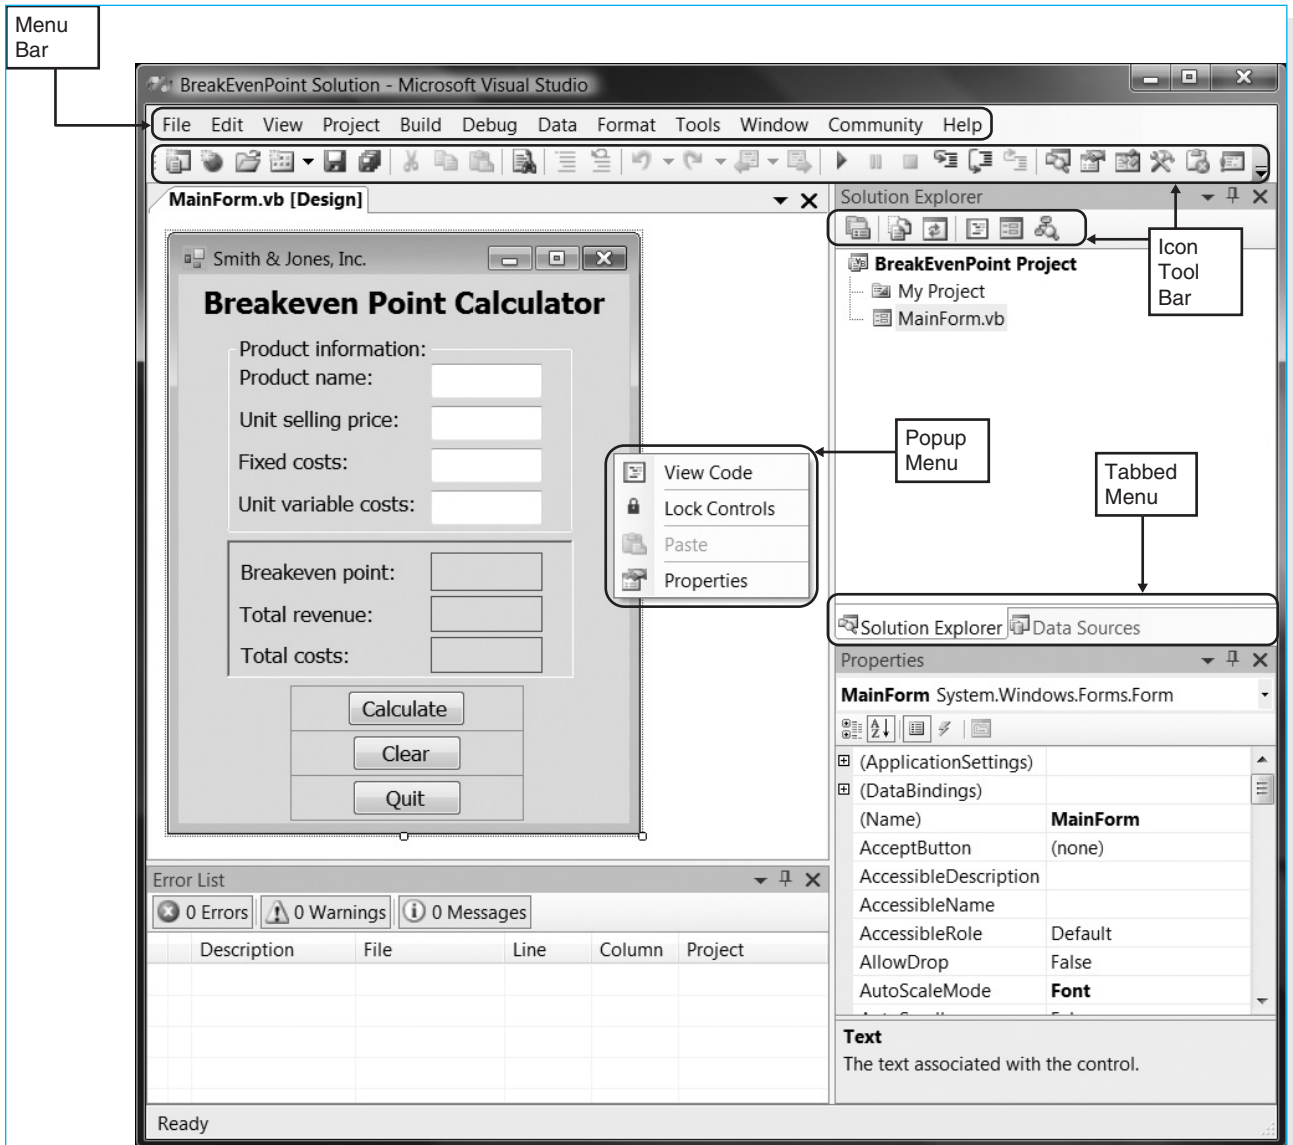 Menu
Bar
BreakEvenPoint Solution - Microsoft Visual Studio
File Edit View Project Build Debug Data Format Tools Window Community Help
MainForm.vb [Design]
Solution Explorer
Icon
Tool
Bar
BreakEvenPoint Project
My Project
MainForm.vb
Smith & Jones, Inc.
Breakeven Point Calculator
Product information:
Product name:
Unit selling price:
Fixed costs:
Unit variable costs:
Breakeven point:
Total revenue:
Total costs:
Calculate
Clear
Quit
View Code
Lock Controls
Paste
Properties
Popup
Menu
Tabbed
Menu
Solution Explorer Data Sources
Properties
MainForm System.Windows.Forms.Form
(ApplicationSettings)
(DataBindings)
(Name) MainForm
AcceptButton (none)
AccessibleDescription
AccessibleName
AccessibleRole Default
AllowDrop False
AutoScaleMode Font
Text
The text associated with the control.
Error List
0 Errors 0 Warnings 0 Messages
Description File Line Column Project
Ready